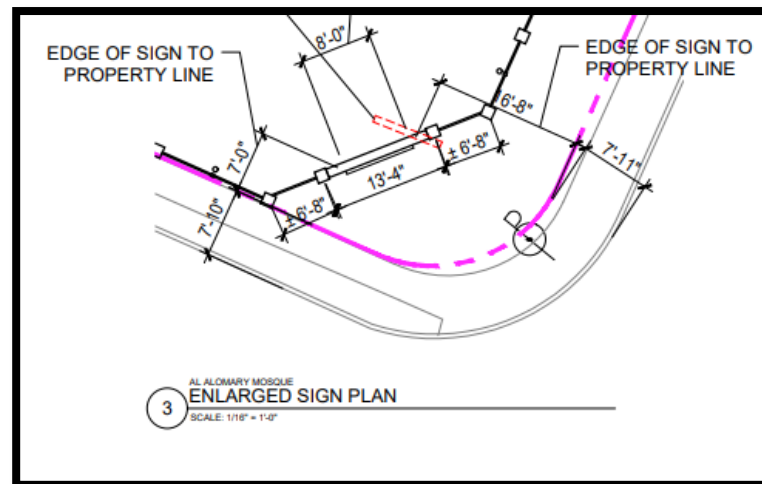 8'-0"
EDGE OF SIGN TO
PROPERTY LINE
EDGE OF SIGN TO
PROPERTY LINE
16'-8"
7'-11"
7'-0"
± 6'-8"
13'-4"
± 6'-8"
7'-10"
P
AL ALOMARY MOSQUE
3
ENLARGED SIGN PLAN
SCALE: 1/16" = 1'-0"